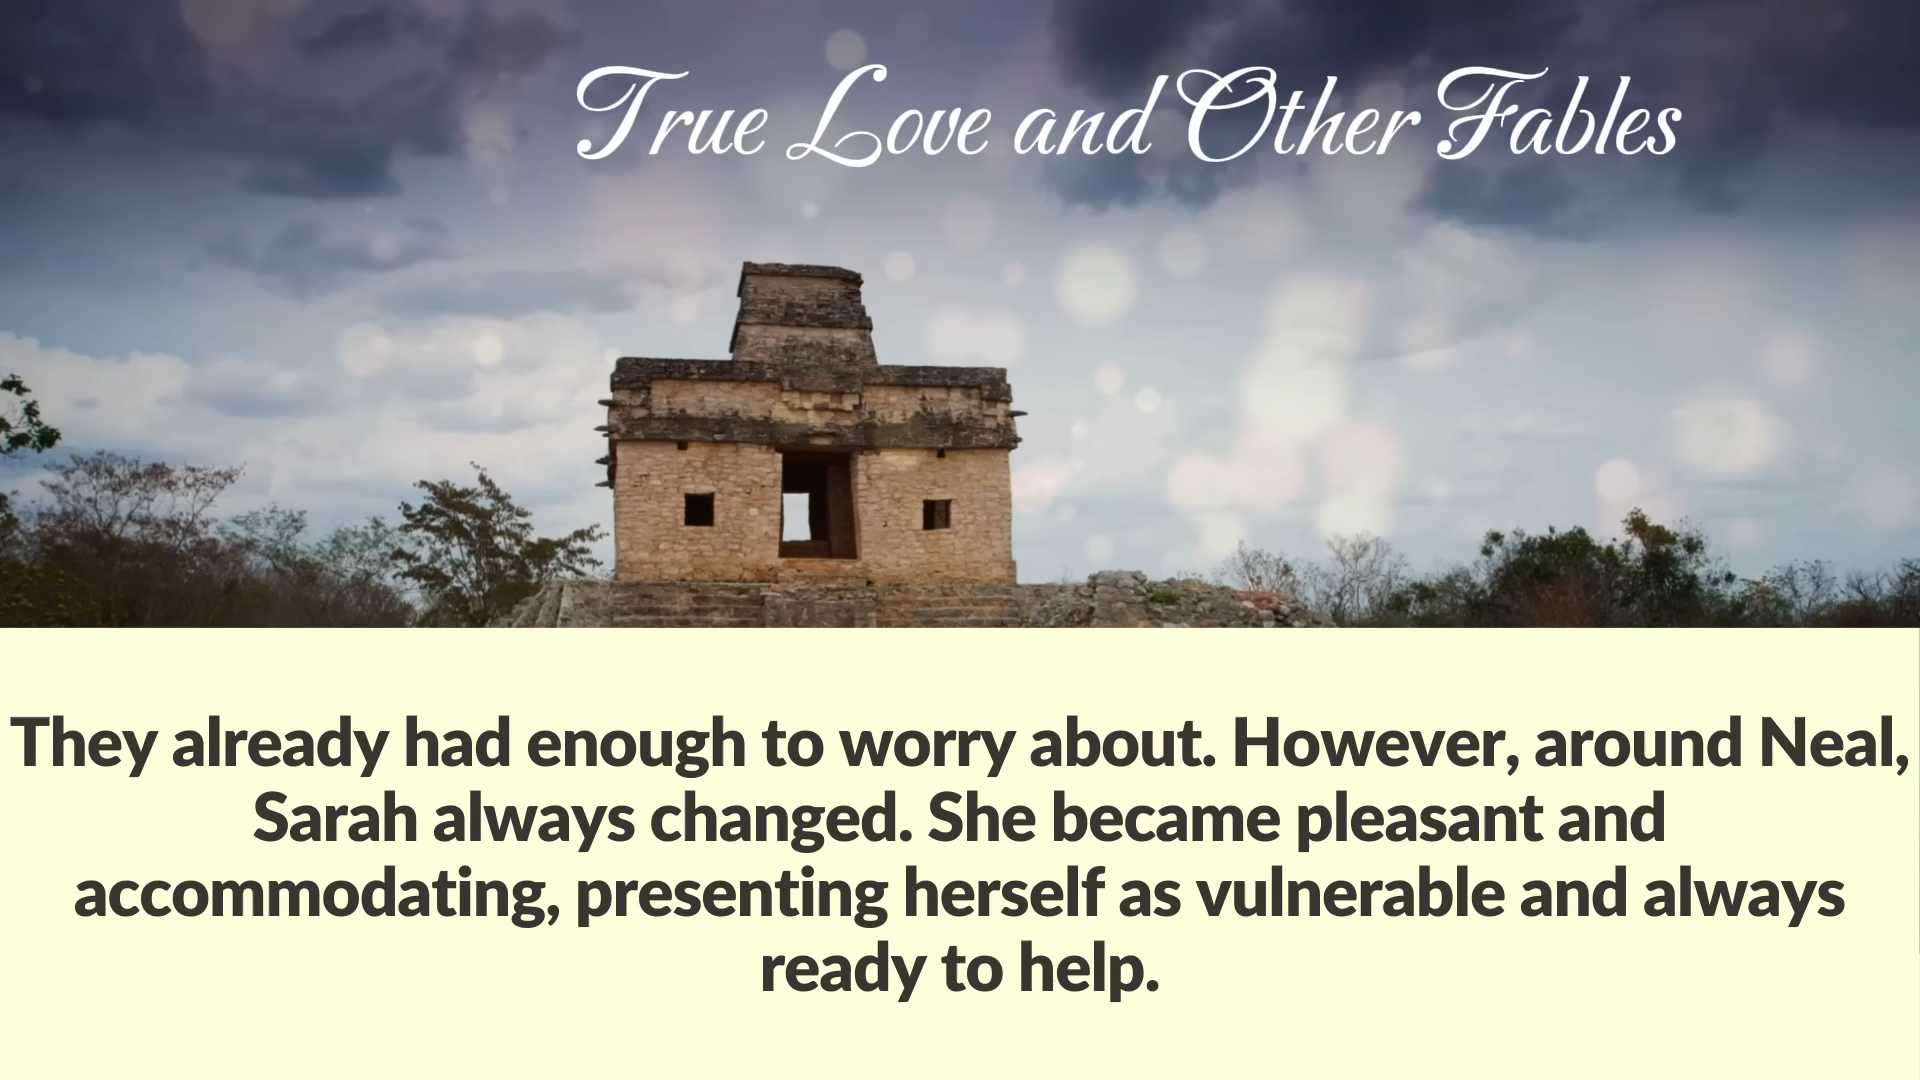 True Love and Other Fables
They already had enough to worry about. However, around Neal,
Sarah always changed. She became pleasant and
accommodating, presenting herself as vulnerable and always
ready to help.